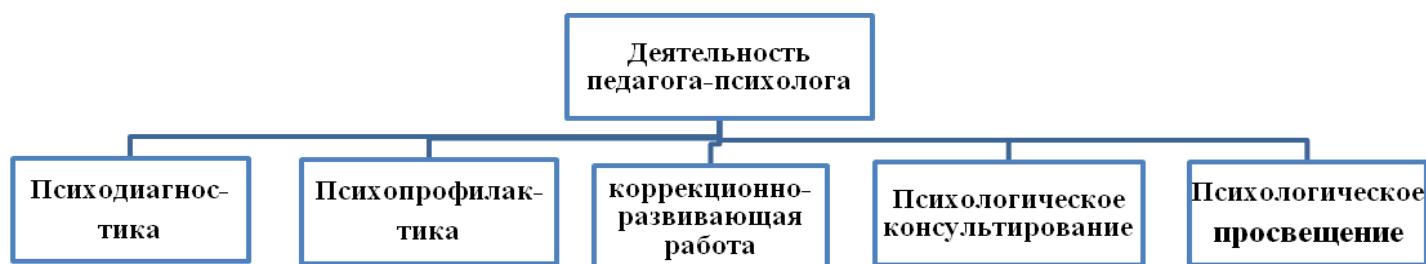 Деятельность
педагога-психолога
Психодиагнос-
тика
Психопрофилак-
тика
коррекционно-
развивающая
работа
Психологическое
консультирование
Психологическое
просвещение